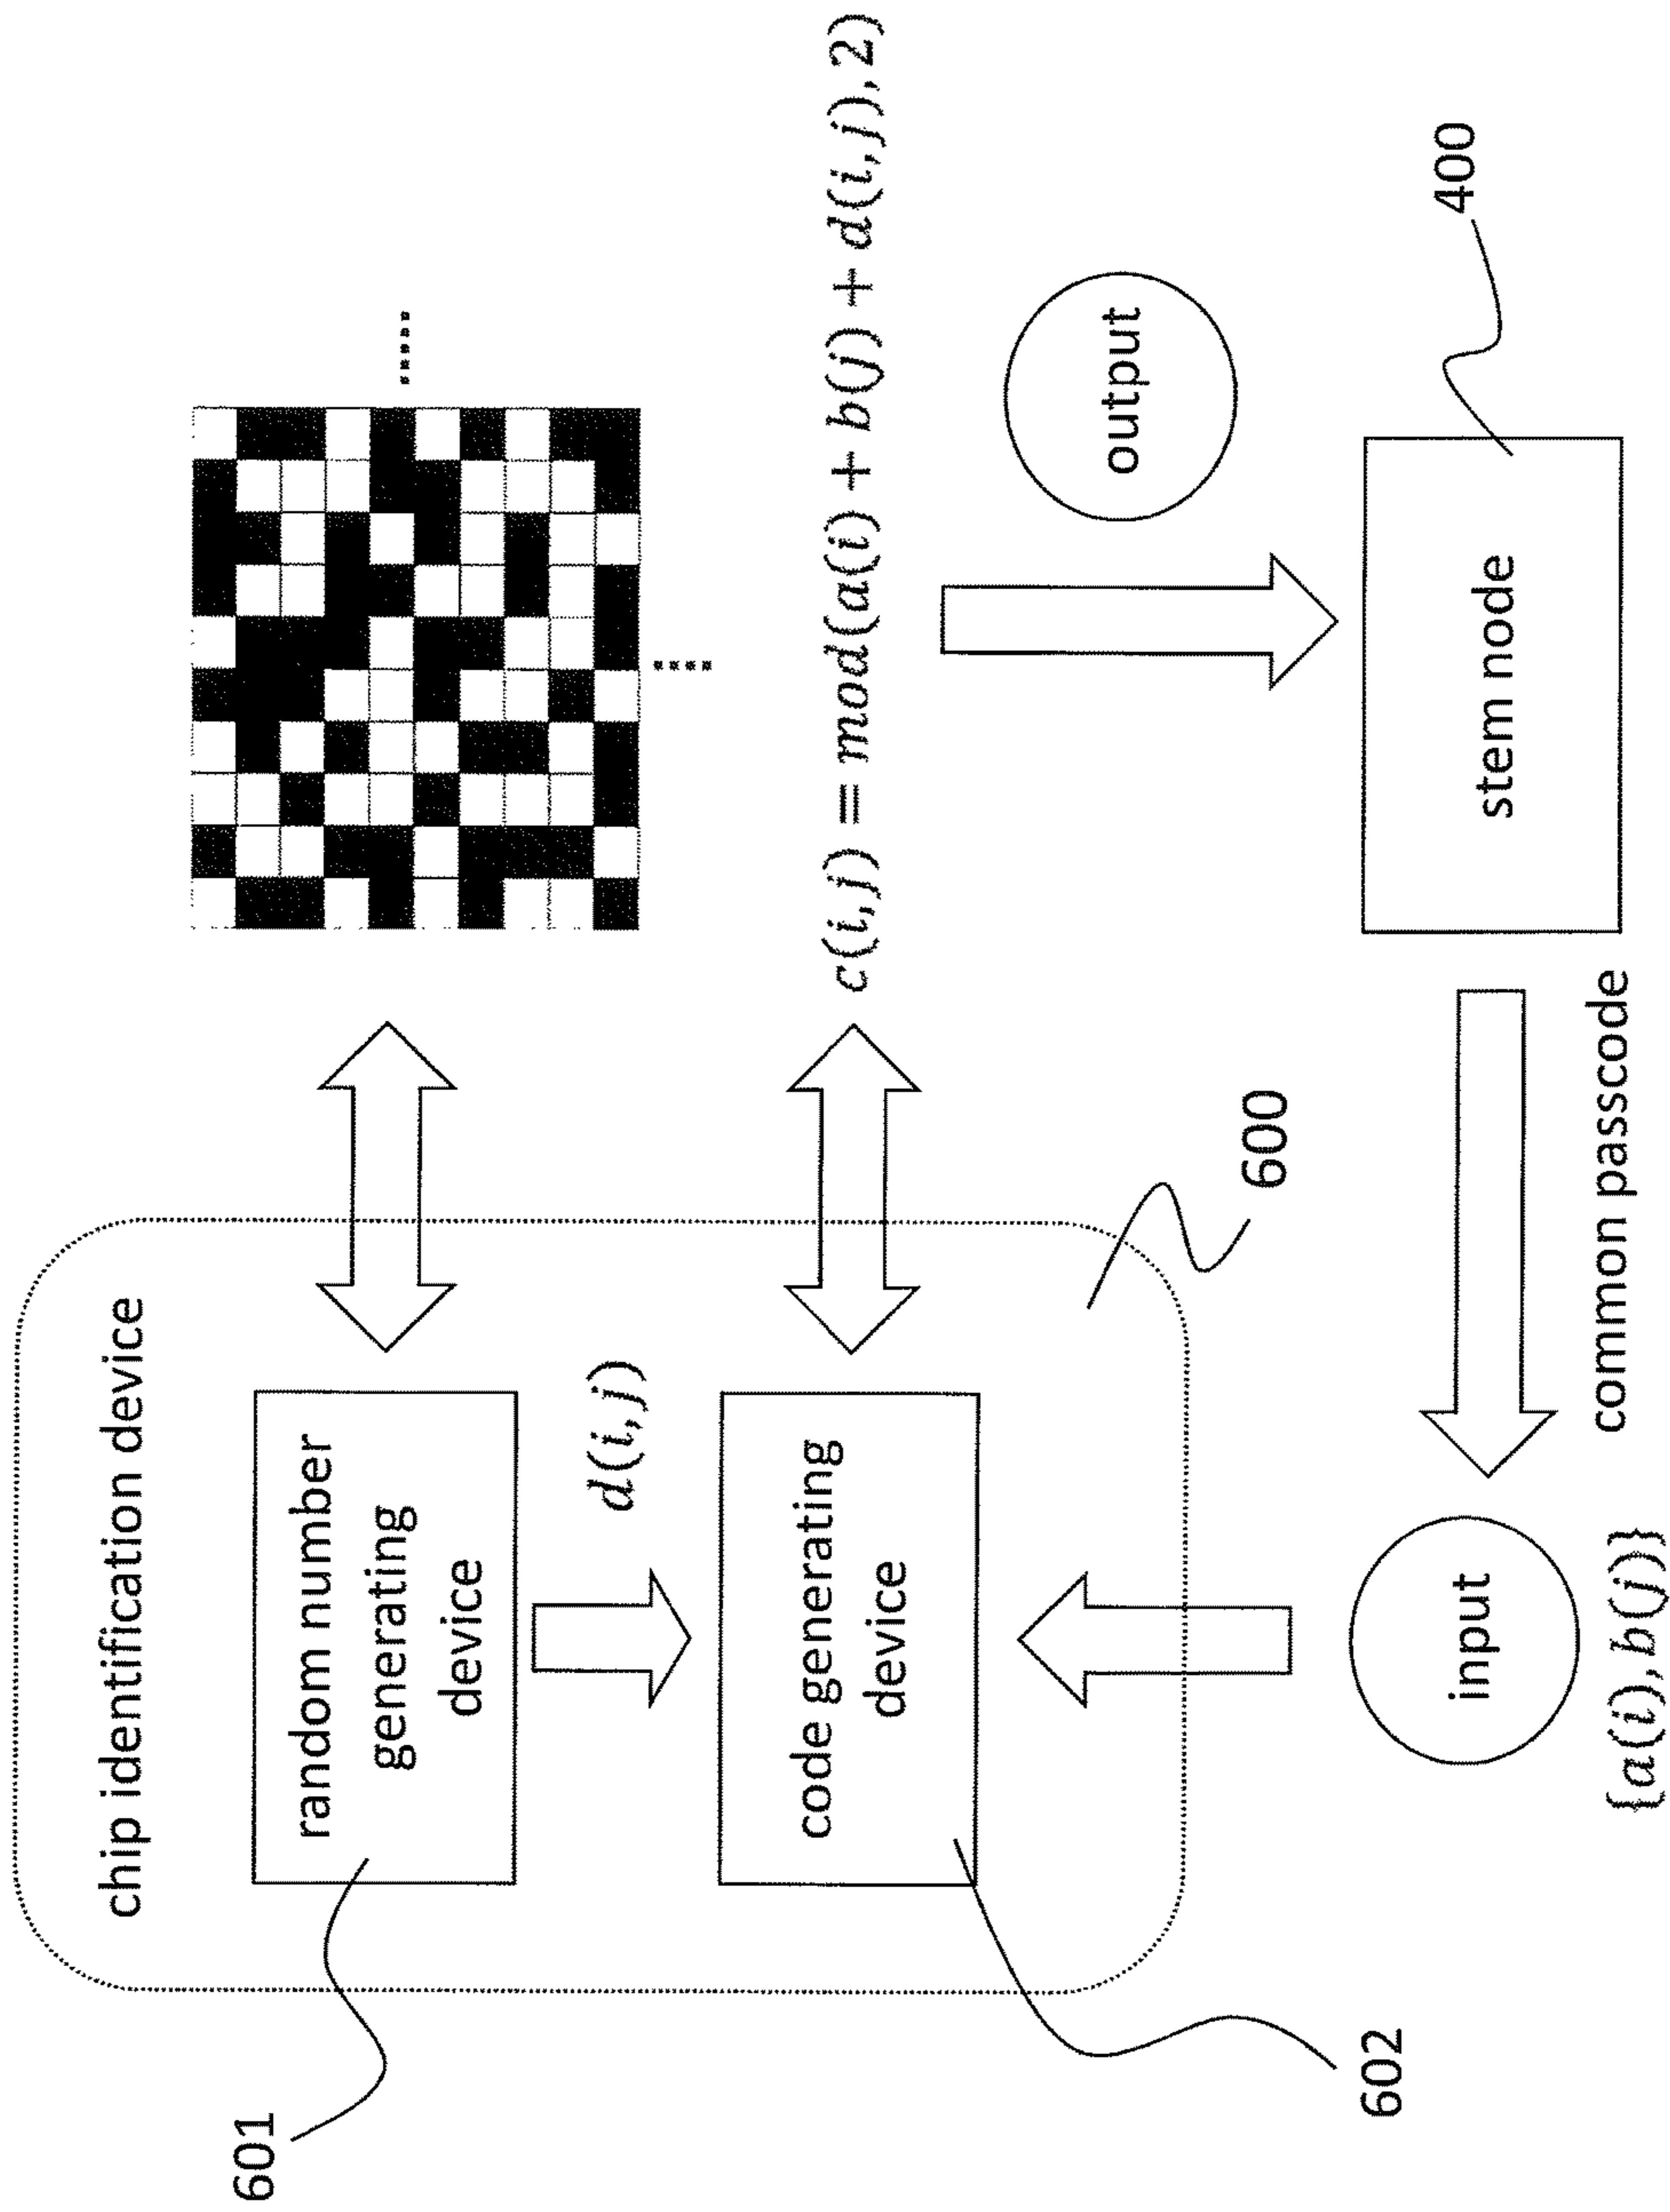 chip identification device
601
random number
generating
device
d(i,j)
code generating
device
602
600
c(i,j) = mod(a(i) + b(j) + d(i,j), 2)
output
400
stem node
common passcode
input
{a(i), b(j)}